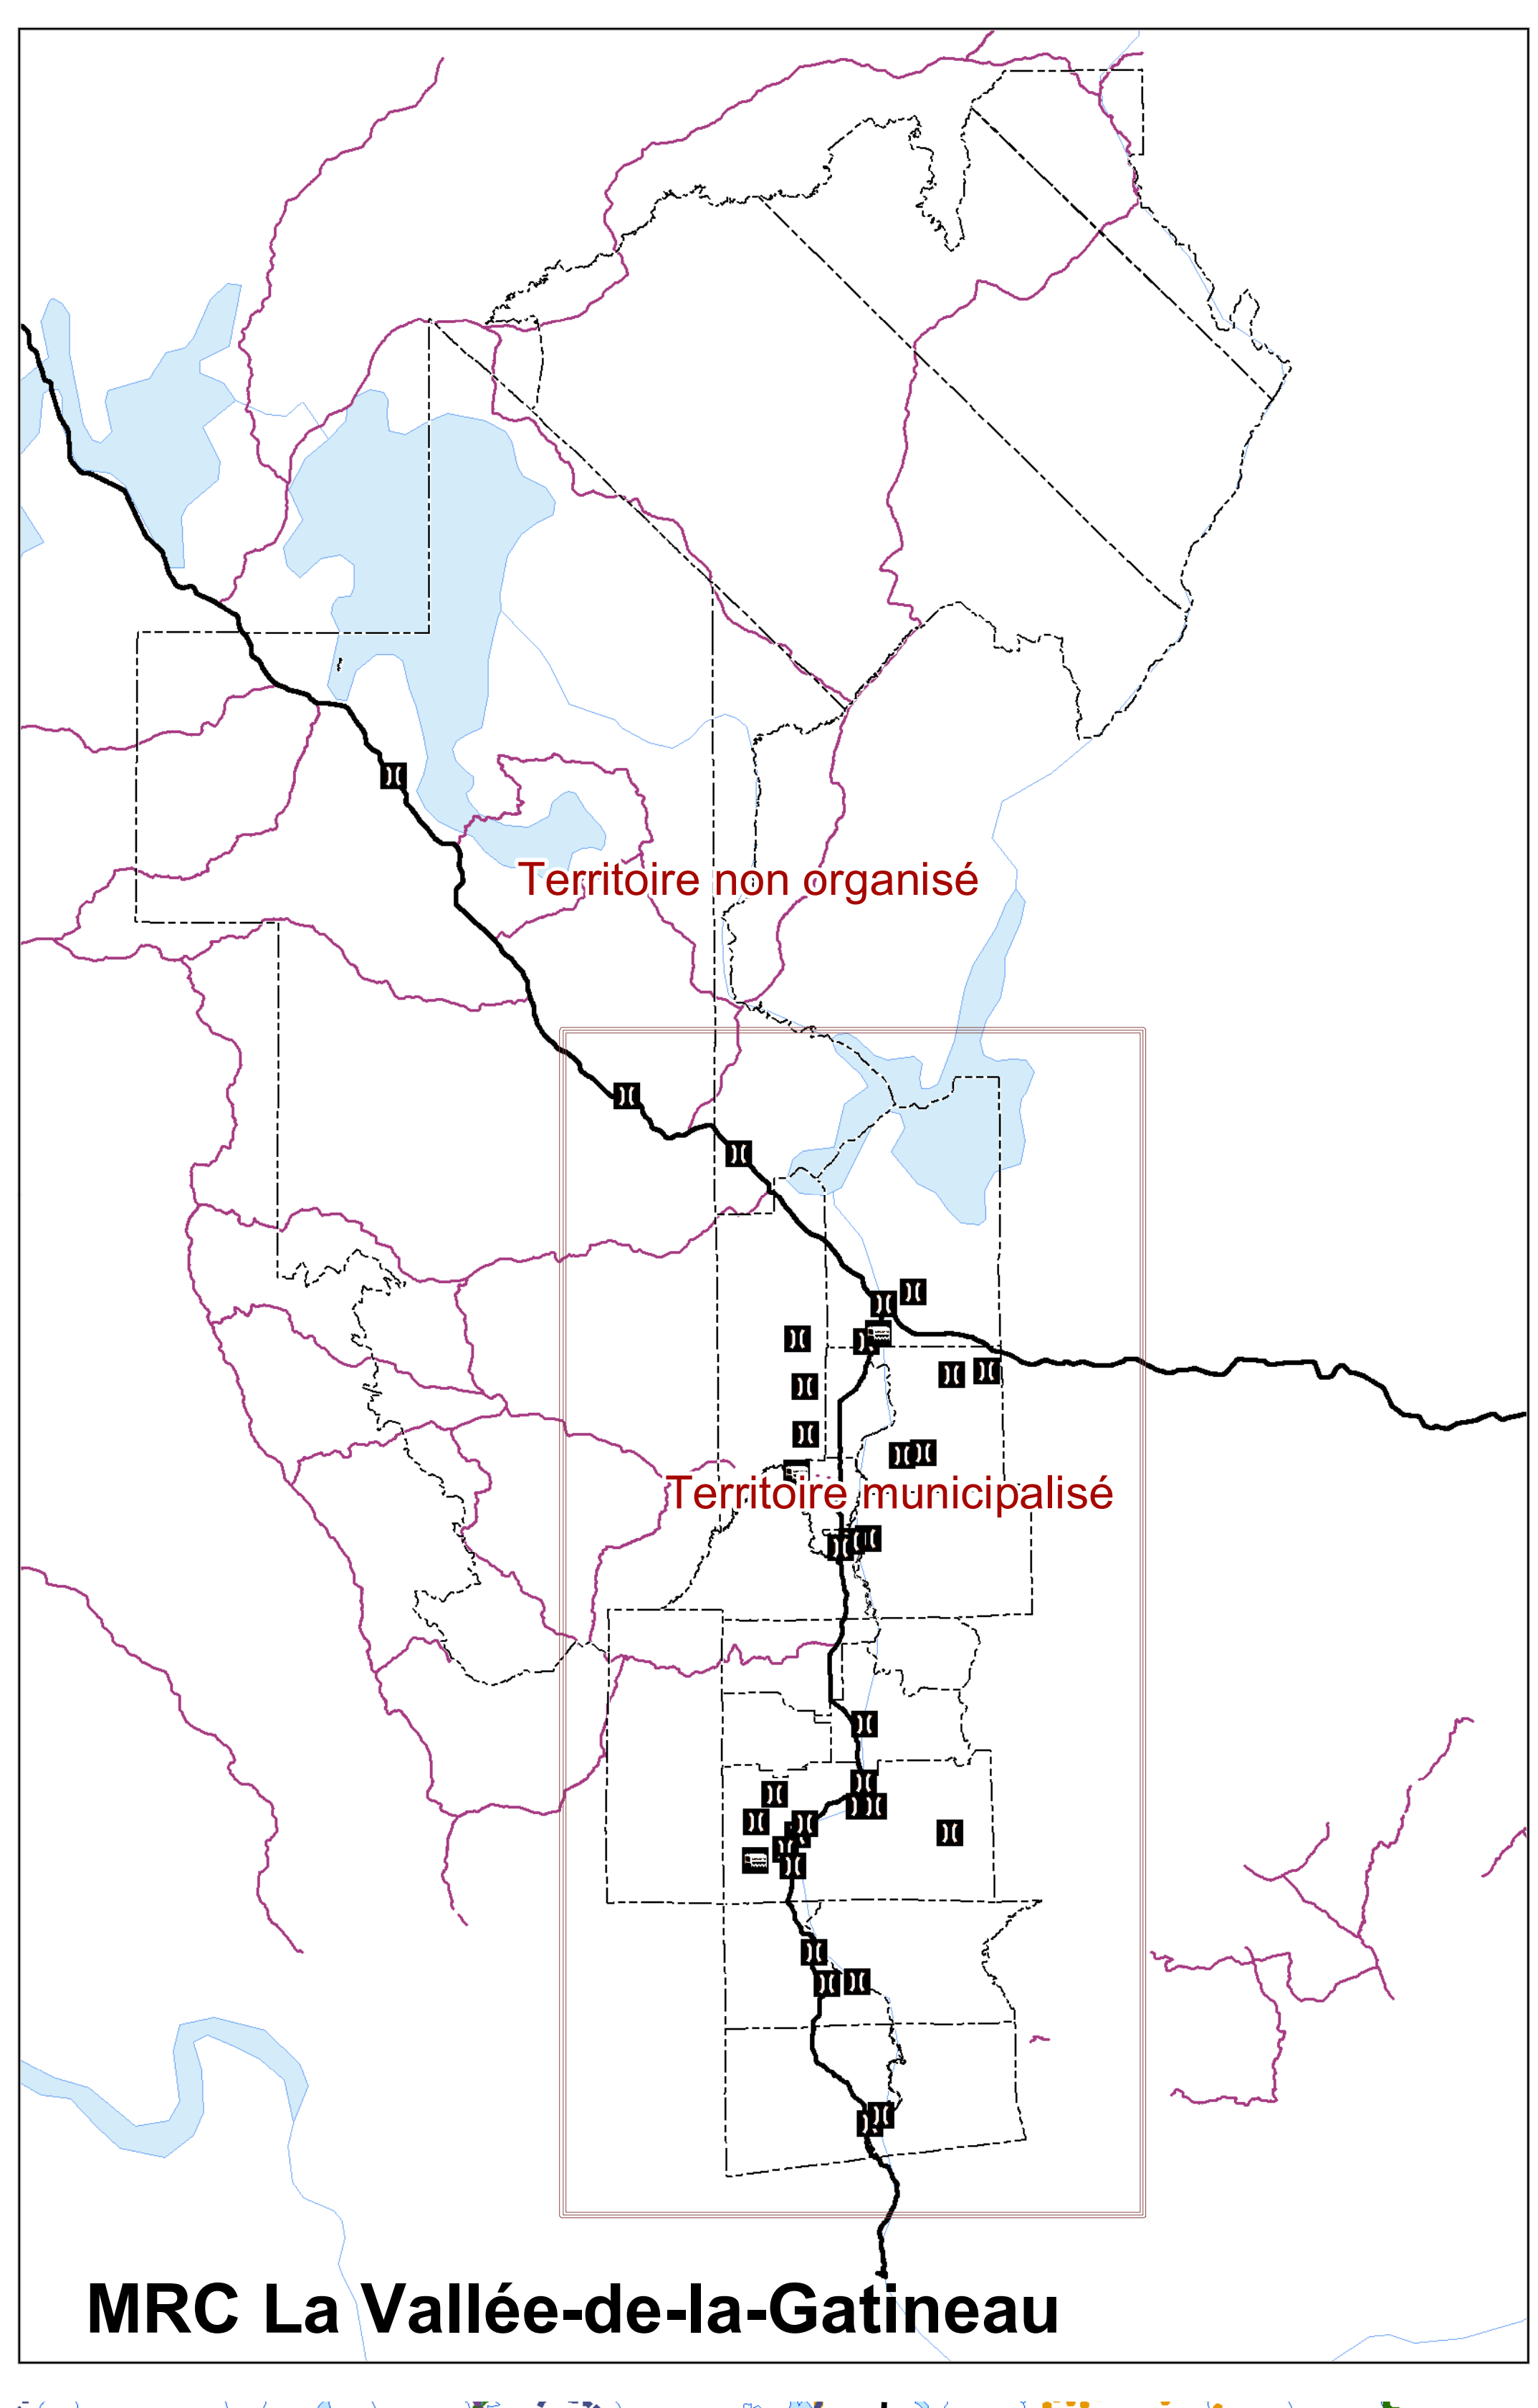 Territoire non organisé
Territoire municipalisé
MRC La Vallée-de-la-Gatineau